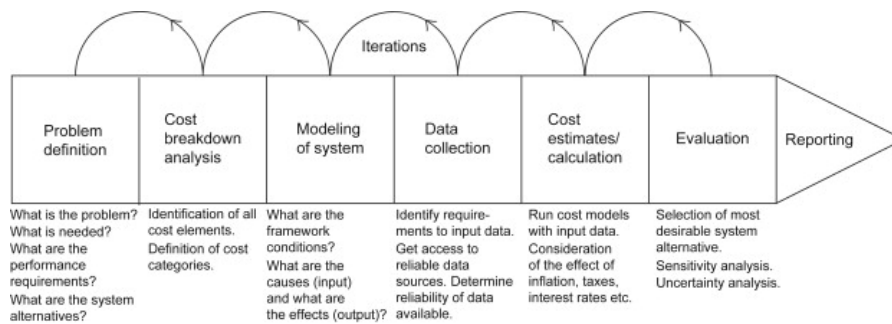 Iterations
Problem
definition
Cost
breakdown
analysis
Modeling
of system
Data
collection
Cost
estimates/
calculation
Evaluation
Reporting
What is the problem?
What is needed?
What are the
performance
requirements?
What are the system
alternatives?
Identification of all
cost elements.
Definition of cost
categories.
What are the
framework
conditions?
What are the
causes (input)
and what are
the effects (output)?
Identify require-
ments to input data.
Get access to
reliable data
sources. Determine
reliability of data
available.
Run cost models
with input data.
Consideration
of the effect of
inflation, taxes,
interest rates etc.
Selection of most
desirable system
alternative.
Sensitivity analysis.
Uncertainty analysis.